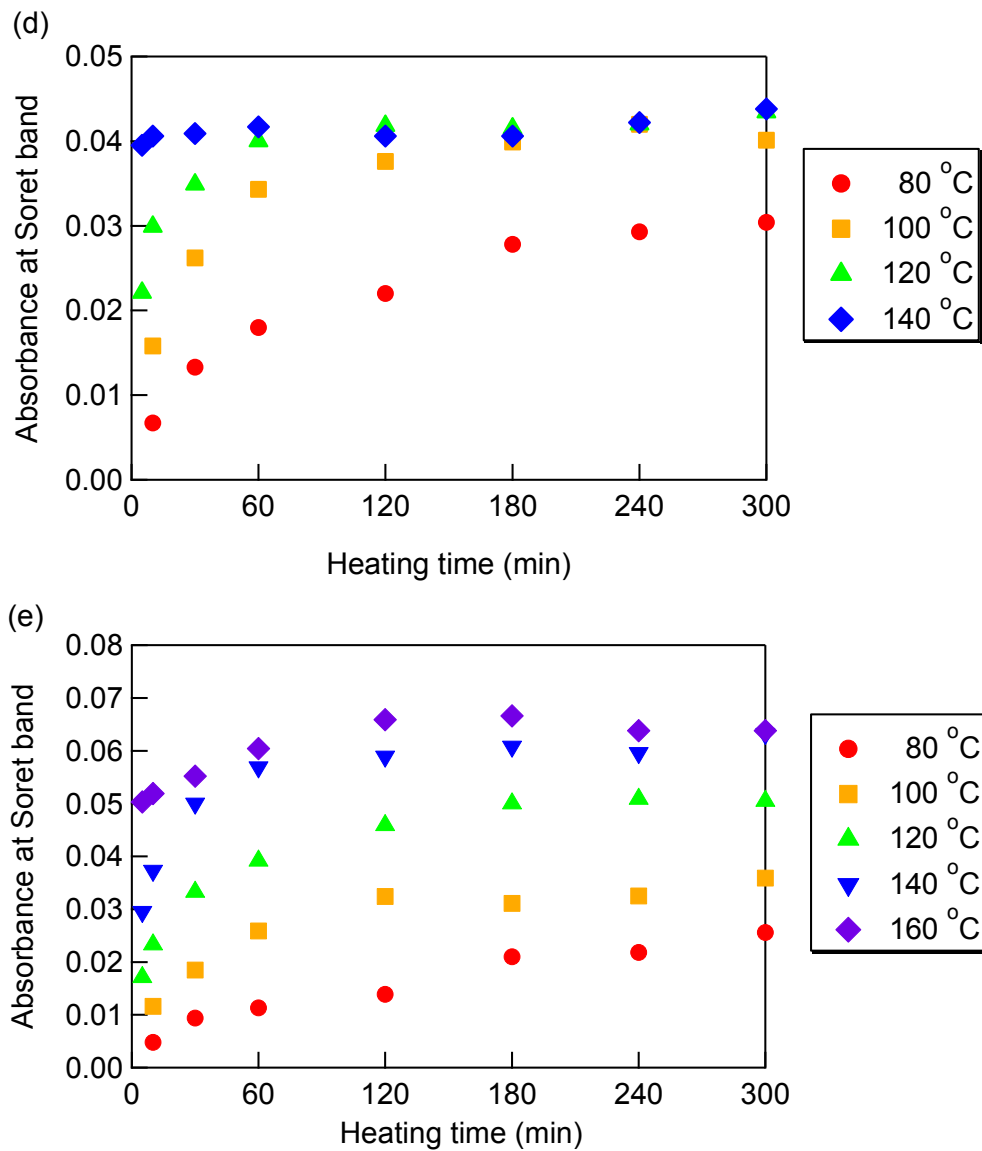 (d)
0.05
0.04
0.03
0.02
0.01
0.00
Absorbance at Soret band
0 60 120 180 240 300
Heating time (min)
80 °C
100 °C
120 °C
140 °C
(e)
0.08
0.07
0.06
0.05
0.04
0.03
0.02
0.01
0.00
Absorbance at Soret band
0 60 120 180 240 300
Heating time (min)
80 °C
100 °C
120 °C
140 °C
160 °C